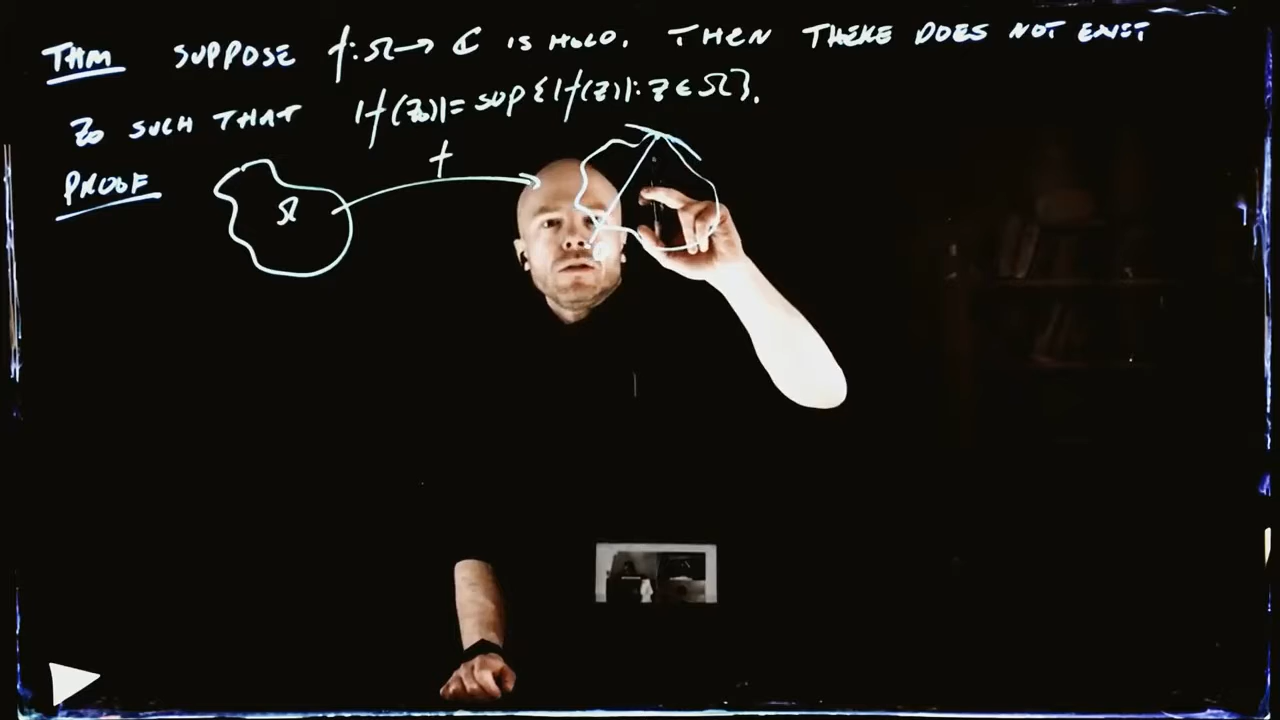 THM SUPPOSE f:Ω→ℂ IS HOLO. THEN THERE DOES NOT EXIST
z₀ SUCH THAT |f(z₀)|= sup{|f(z)|: z∈Ω}.
PROOF
f
Ω